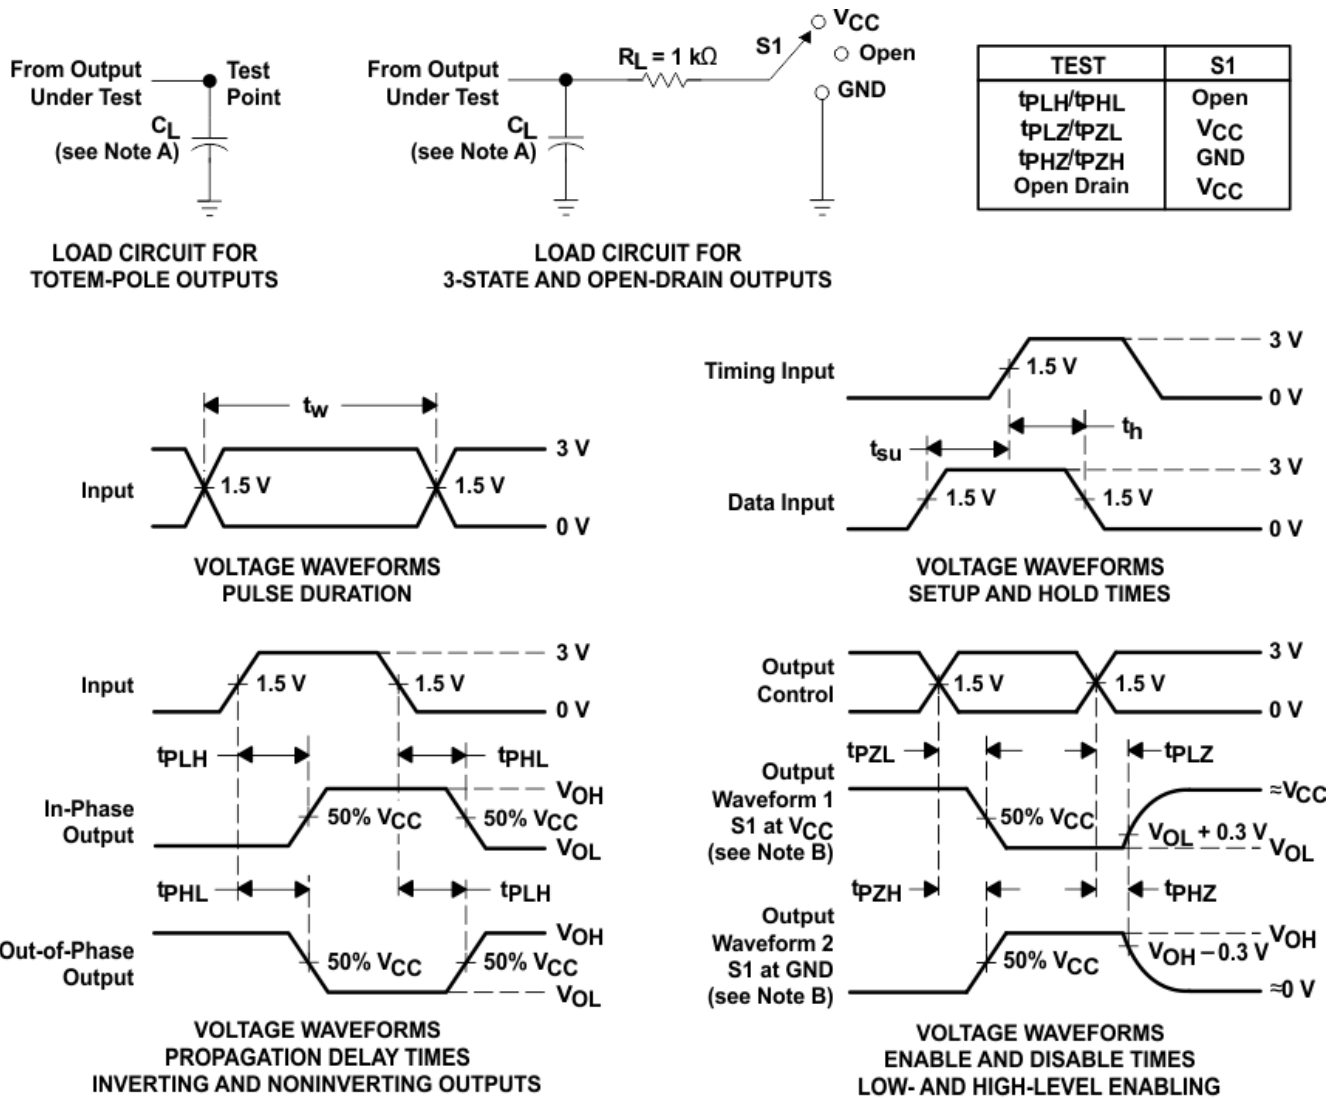 From Output
Under Test
Test
Point
CL
(see Note A)
LOAD CIRCUIT FOR
TOTEM-POLE OUTPUTS
From Output
Under Test
RL = 1 kΩ
S1
VCC
Open
GND
CL
(see Note A)
LOAD CIRCUIT FOR
3-STATE AND OPEN-DRAIN OUTPUTS
TEST S1
tPLH/tPHL Open
tPLZ/tPZL VCC
tPHZ/tPZH GND
Open Drain VCC
tw
Input
1.5 V 1.5 V
3 V
0 V
VOLTAGE WAVEFORMS
PULSE DURATION
Timing Input
1.5 V
3 V
0 V
tsu
th
Data Input
1.5 V 1.5 V
3 V
0 V
VOLTAGE WAVEFORMS
SETUP AND HOLD TIMES
Input
1.5 V 1.5 V
3 V
0 V
tPLH tPHL
In-Phase
Output
50% VCC 50% VCC
VOH
VOL
tPHL tPLH
Out-of-Phase
Output
50% VCC 50% VCC
VOH
VOL
VOLTAGE WAVEFORMS
PROPAGATION DELAY TIMES
INVERTING AND NONINVERTING OUTPUTS
Output
Control
1.5 V 1.5 V
3 V
0 V
tPZL tPLZ
Output
Waveform 1
S1 at VCC
(see Note B)
50% VCC
≈VCC
VOL + 0.3 V
VOL
tPZH tPHZ
Output
Waveform 2
S1 at GND
(see Note B)
50% VCC
VOH
VOH − 0.3 V
≈0 V
VOLTAGE WAVEFORMS
ENABLE AND DISABLE TIMES
LOW- AND HIGH-LEVEL ENABLING